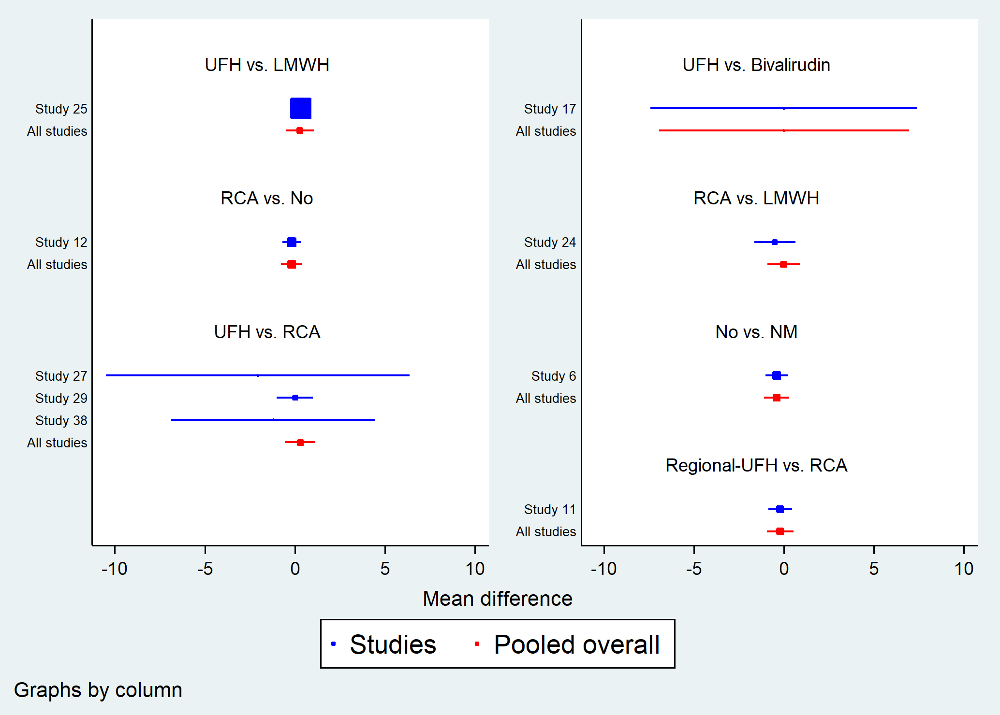 UFH vs. LMWH
Study 25
All studies
RCA vs. No
Study 12
All studies
UFH vs. RCA
Study 27
Study 29
Study 38
All studies
-10 -5 0 5 10
UFH vs. Bivalirudin
Study 17
All studies
RCA vs. LMWH
Study 24
All studies
No vs. NM
Study 6
All studies
Regional-UFH vs. RCA
Study 11
All studies
-10 -5 0 5 10
Mean difference
Studies Pooled overall
Graphs by column